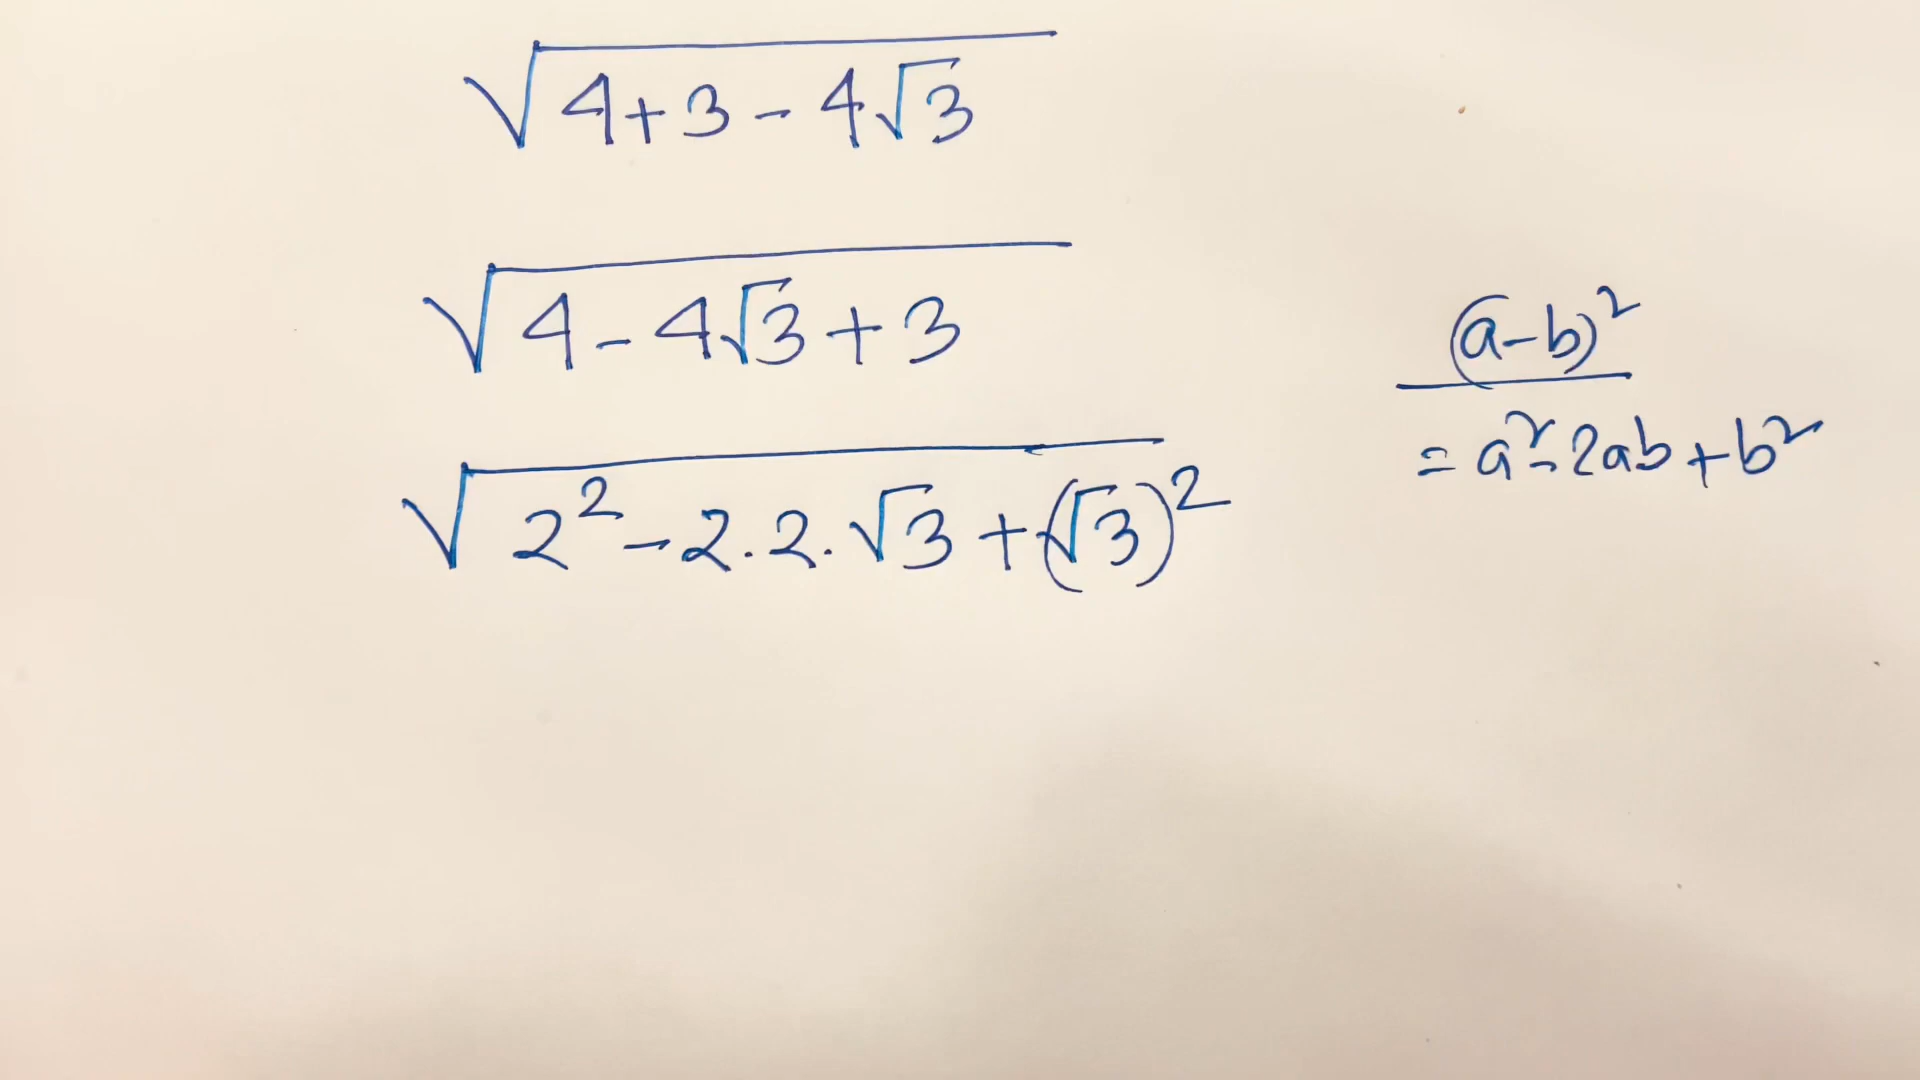 √(4+3-4√3)
√(4-4√3+3)
√(2²-2.2.√3+(√3)²)
(a-b)²
= a²-2ab+b²